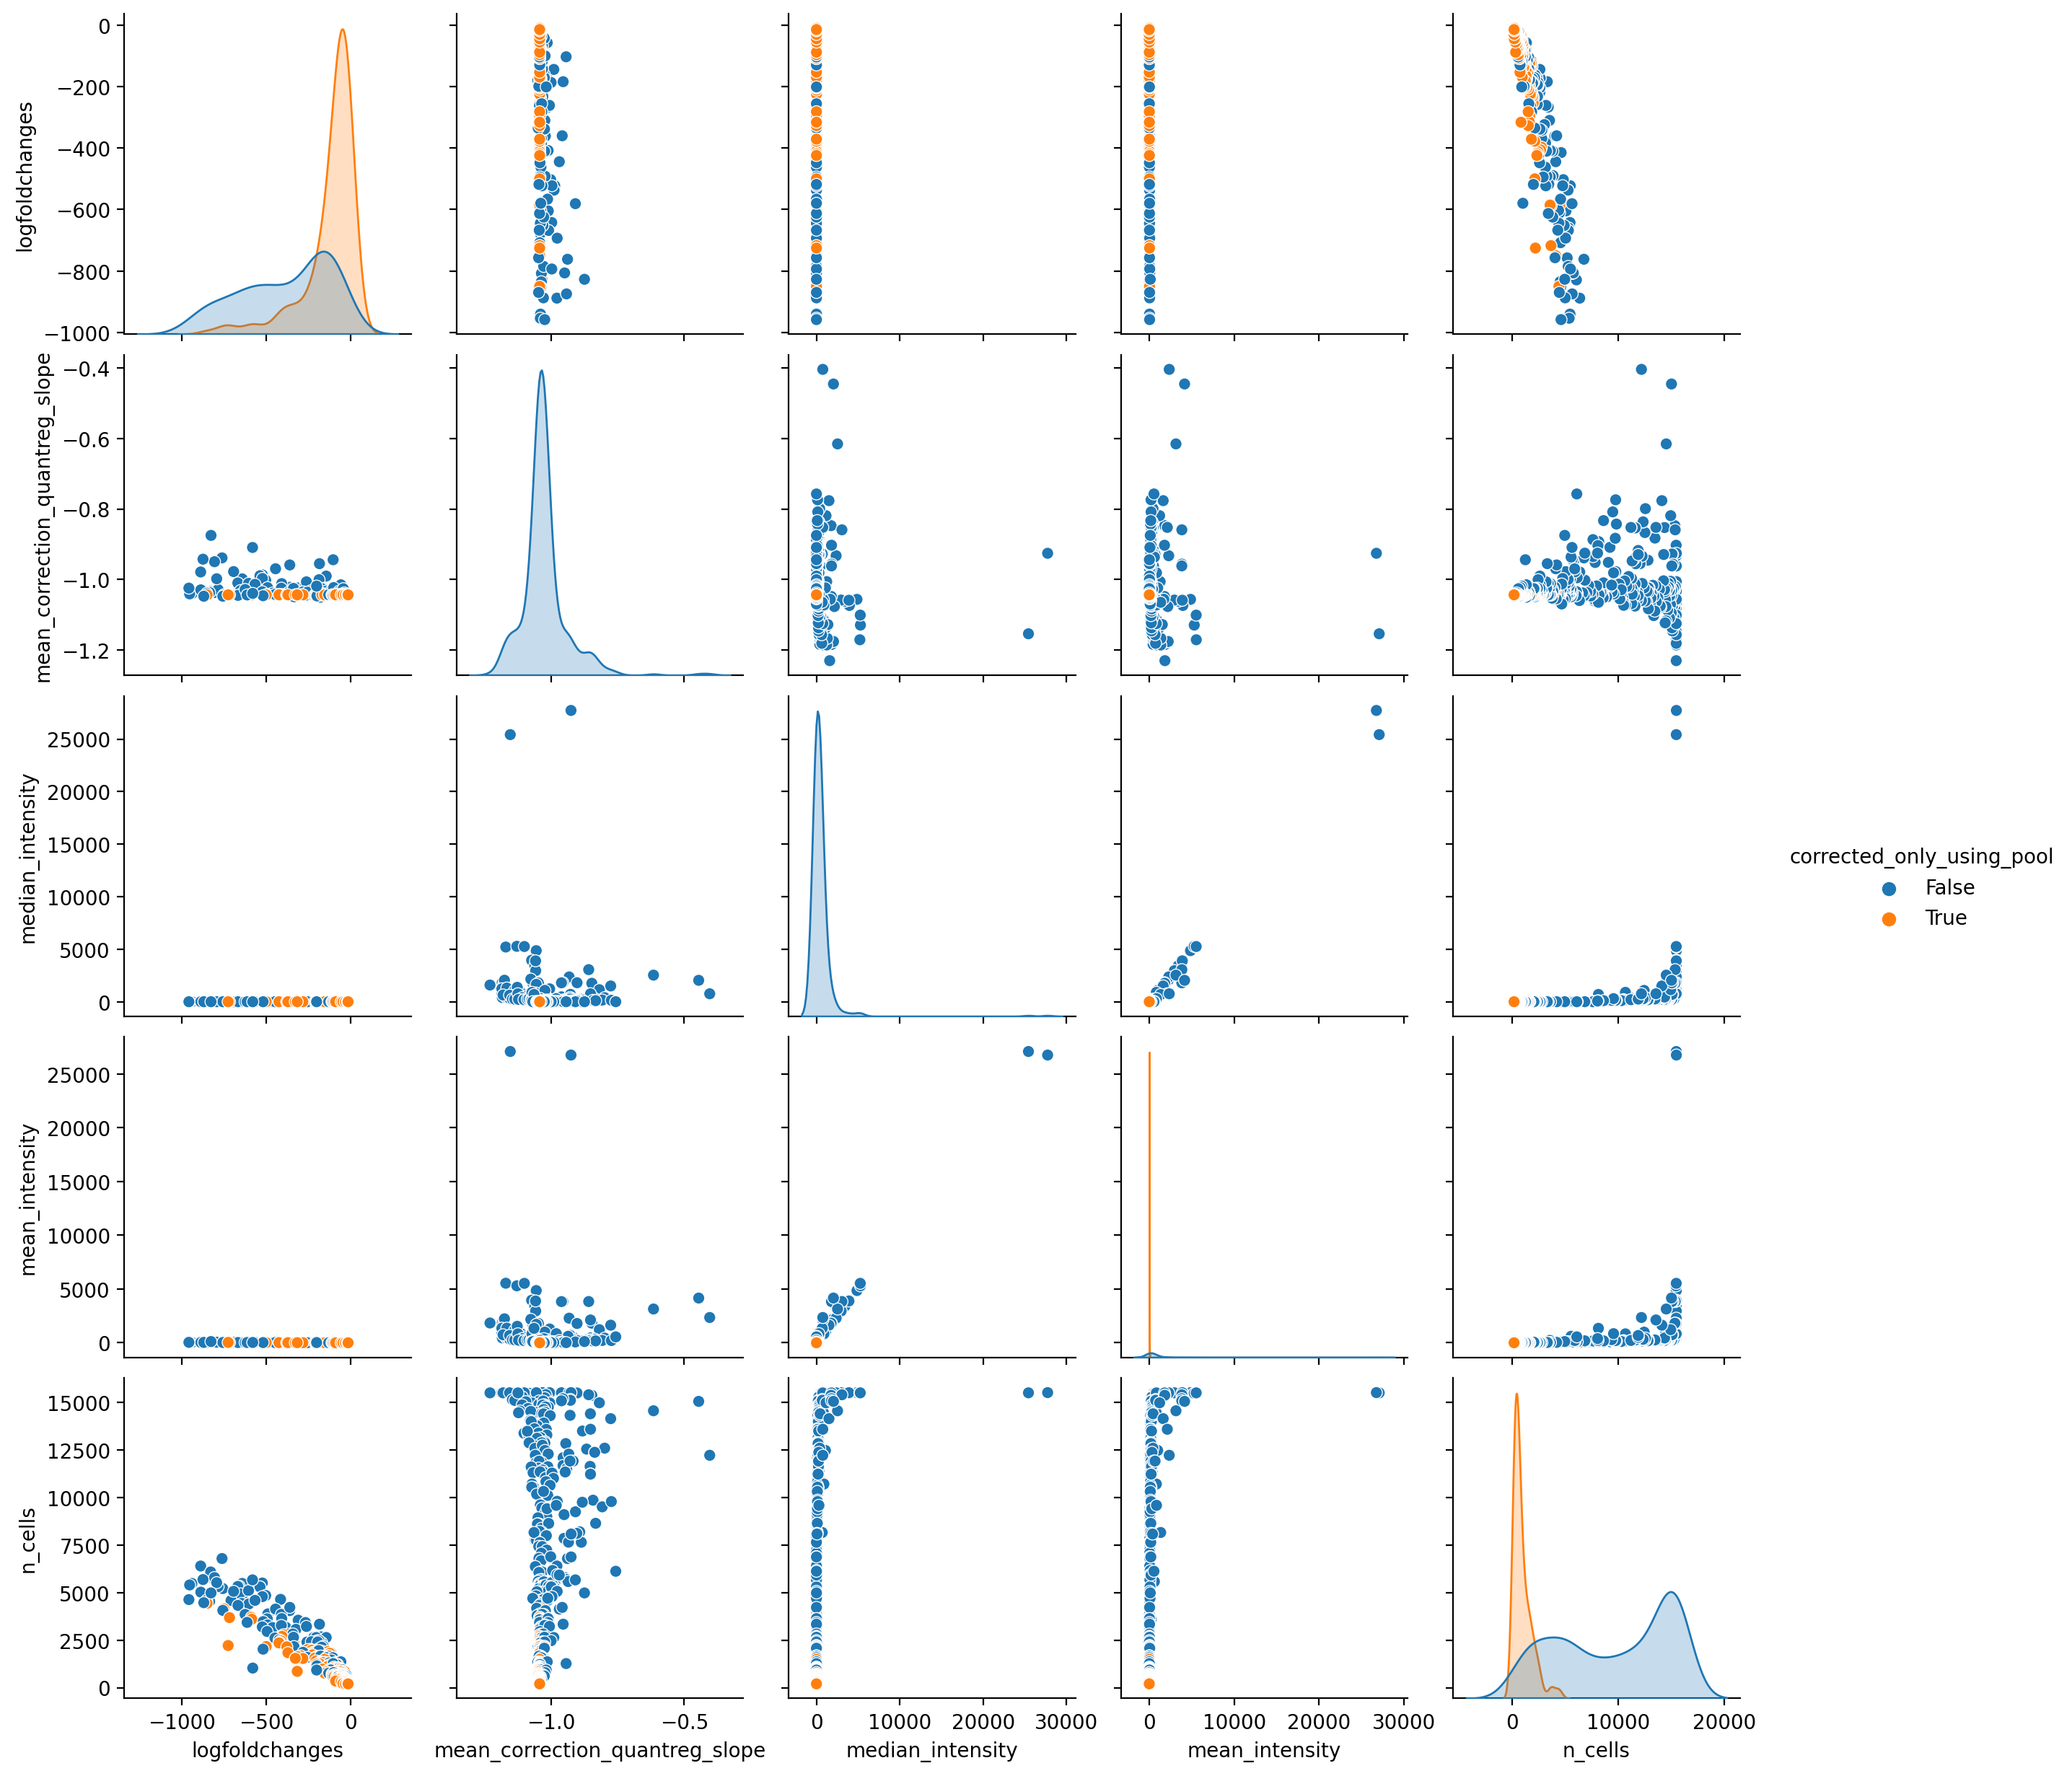 0
−200
−400
−600
−800
−1000
logfoldchanges
−0.4
−0.6
−0.8
−1.0
−1.2
mean_correction_quantreg_slope
25000
20000
15000
10000
5000
0
median_intensity
corrected_only_using_pool
False
True
25000
20000
15000
10000
5000
0
mean_intensity
15000
12500
10000
7500
5000
2500
0
n_cells
−1000 −500 0
logfoldchanges
−1.0 −0.5
mean_correction_quantreg_slope
0 10000 20000 30000
median_intensity
0 10000 20000 30000
mean_intensity
0 10000 20000
n_cells